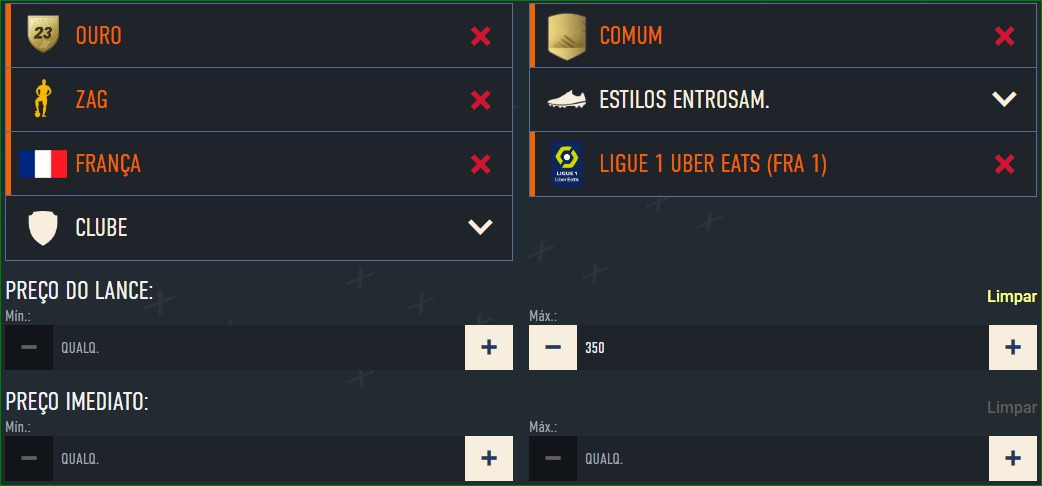 23
OURO
COMUM
ZAG
ESTILOS ENTROSAM.
FRANÇA
LIGUE 1
Uber Eats
LIGUE 1 UBER EATS (FRA 1)
CLUBE
PREÇO DO LANCE:
Limpar
Mín.:
Máx.:
QUALQ.
350
PREÇO IMEDIATO:
Limpar
Mín.:
Máx.:
QUALQ.
QUALQ.